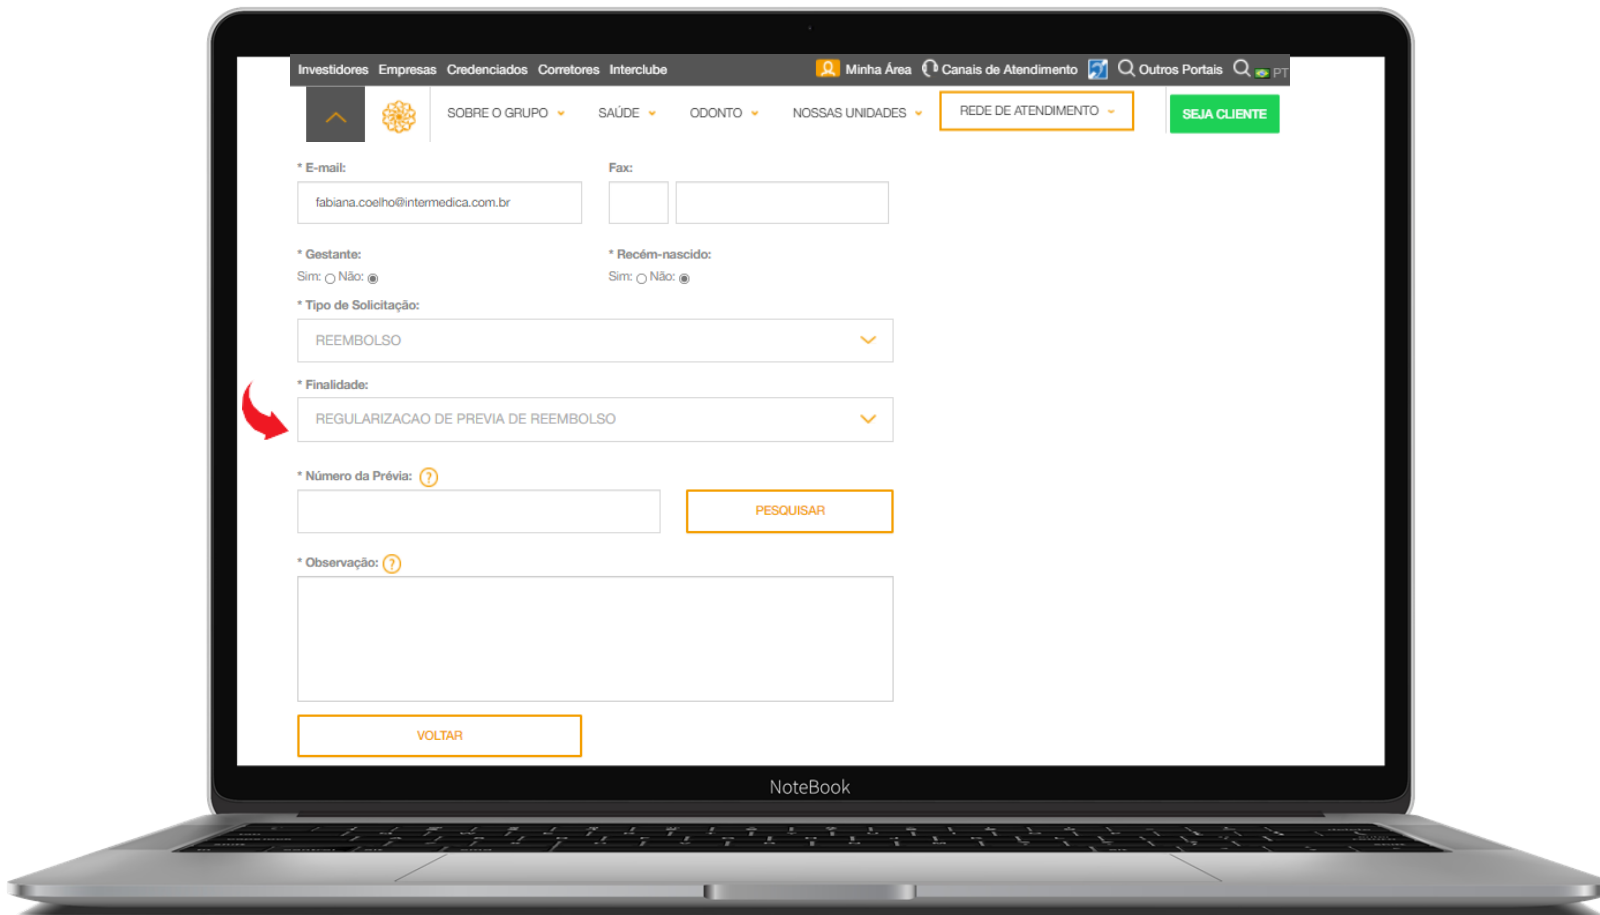 Investidores Empresas Credenciados Corretores Interclube Minha Área Canais de Atendimento Outros Portais PT
SOBRE O GRUPO SAÚDE ODONTO NOSSAS UNIDADES REDE DE ATENDIMENTO SEJA CLIENTE
* E-mail: Fax:
fabiana.coelho@intermedica.com.br
* Gestante: * Recém-nascido:
Sim: Não: Sim: Não:
* Tipo de Solicitação:
REEMBOLSO
* Finalidade:
REGULARIZACAO DE PREVIA DE REEMBOLSO
* Número da Prévia: ?
PESQUISAR
* Observação: ?
VOLTAR
NoteBook